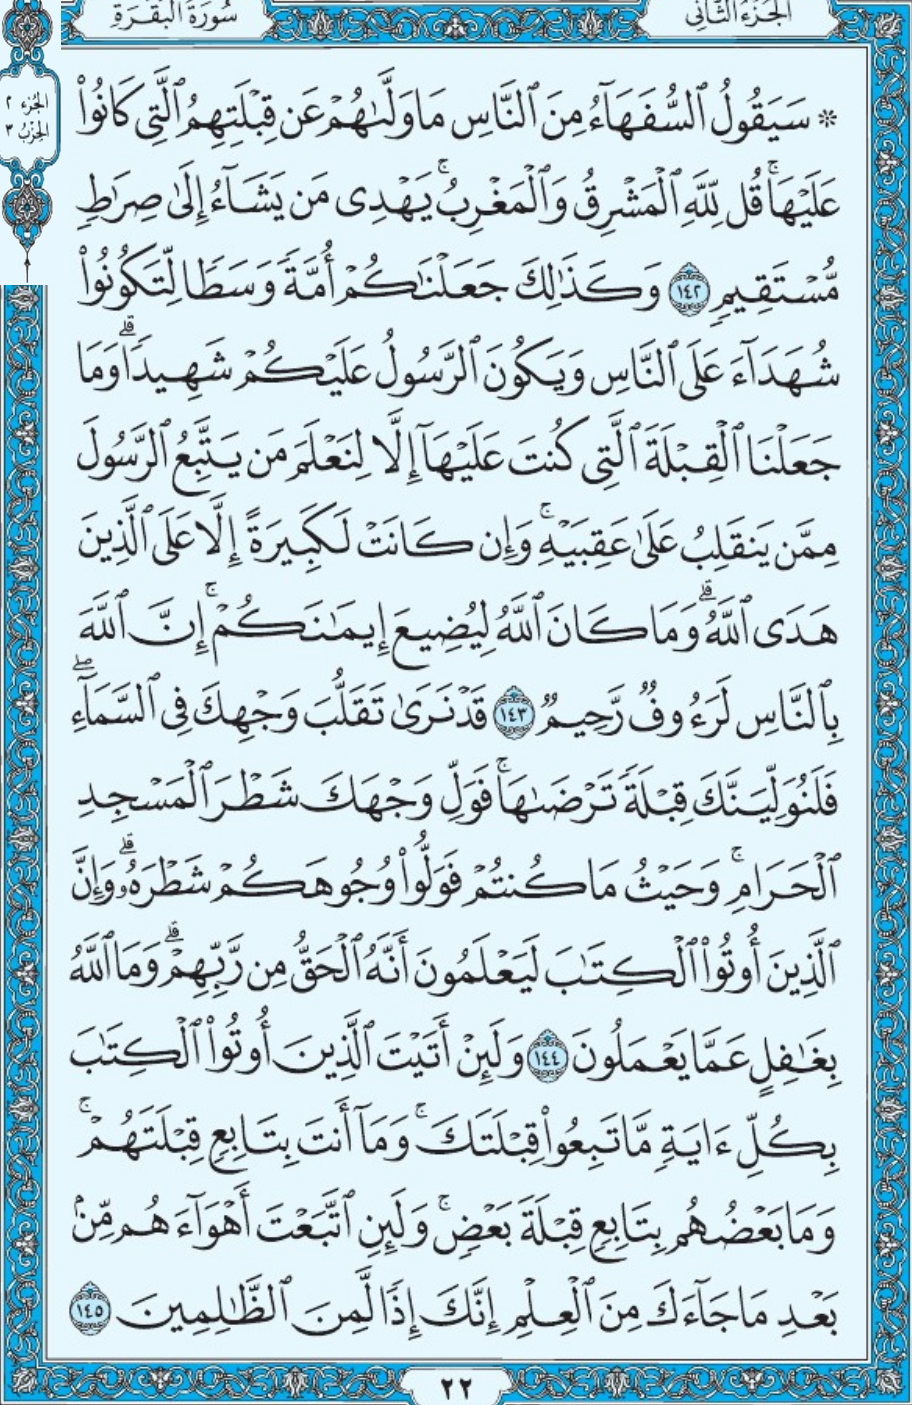 الجزء الثاني
سورة البقرة
الجزء ٢
الحزب ٣
* سَيَقُولُ ٱلسُّفَهَآءُ مِنَ ٱلنَّاسِ مَا وَلَّىٰهُمْ عَن قِبْلَتِهِمُ ٱلَّتِى كَانُوا۟
عَلَيْهَا ۚ قُل لِّلَّهِ ٱلْمَشْرِقُ وَٱلْمَغْرِبُ ۚ يَهْدِى مَن يَشَآءُ إِلَىٰ صِرَٰطٍ
مُّسْتَقِيمٍ ١٤٢ وَكَذَٰلِكَ جَعَلْنَٰكُمْ أُمَّةً وَسَطًا لِّتَكُونُوا۟
شُهَدَآءَ عَلَى ٱلنَّاسِ وَيَكُونَ ٱلرَّسُولُ عَلَيْكُمْ شَهِيدًا ۗ وَمَا
جَعَلْنَا ٱلْقِبْلَةَ ٱلَّتِى كُنتَ عَلَيْهَآ إِلَّا لِنَعْلَمَ مَن يَتَّبِعُ ٱلرَّسُولَ
مِمَّن يَنقَلِبُ عَلَىٰ عَقِبَيْهِ ۚ وَإِن كَانَتْ لَكَبِيرَةً إِلَّا عَلَى ٱلَّذِينَ
هَدَى ٱللَّهُ ۗ وَمَا كَانَ ٱللَّهُ لِيُضِيعَ إِيمَٰنَكُمْ ۚ إِنَّ ٱللَّهَ
بِٱلنَّاسِ لَرَءُوفٌ رَّحِيمٌ ١٤٣ قَدْ نَرَىٰ تَقَلُّبَ وَجْهِكَ فِى ٱلسَّمَآءِ ۖ
فَلَنُوَلِّيَنَّكَ قِبْلَةً تَرْضَىٰهَا ۚ فَوَلِّ وَجْهَكَ شَطْرَ ٱلْمَسْجِدِ
ٱلْحَرَامِ ۚ وَحَيْثُ مَا كُنتُمْ فَوَلُّوا۟ وُجُوهَكُمْ شَطْرَهُۥ ۗ وَإِنَّ
ٱلَّذِينَ أُوتُوا۟ ٱلْكِتَٰبَ لَيَعْلَمُونَ أَنَّهُ ٱلْحَقُّ مِن رَّبِّهِمْ ۗ وَمَا ٱللَّهُ
بِغَٰفِلٍ عَمَّا يَعْمَلُونَ ١٤٤ وَلَئِنْ أَتَيْتَ ٱلَّذِينَ أُوتُوا۟ ٱلْكِتَٰبَ
بِكُلِّ ءَايَةٍ مَّا تَبِعُوا۟ قِبْلَتَكَ ۚ وَمَآ أَنتَ بِتَابِعٍ قِبْلَتَهُمْ ۚ
وَمَا بَعْضُهُم بِتَابِعٍ قِبْلَةَ بَعْضٍ ۚ وَلَئِنِ ٱتَّبَعْتَ أَهْوَآءَهُم مِّنۢ
بَعْدِ مَا جَآءَكَ مِنَ ٱلْعِلْمِ إِنَّكَ إِذًا لَّمِنَ ٱلظَّٰلِمِينَ ١٤٥
٢٢